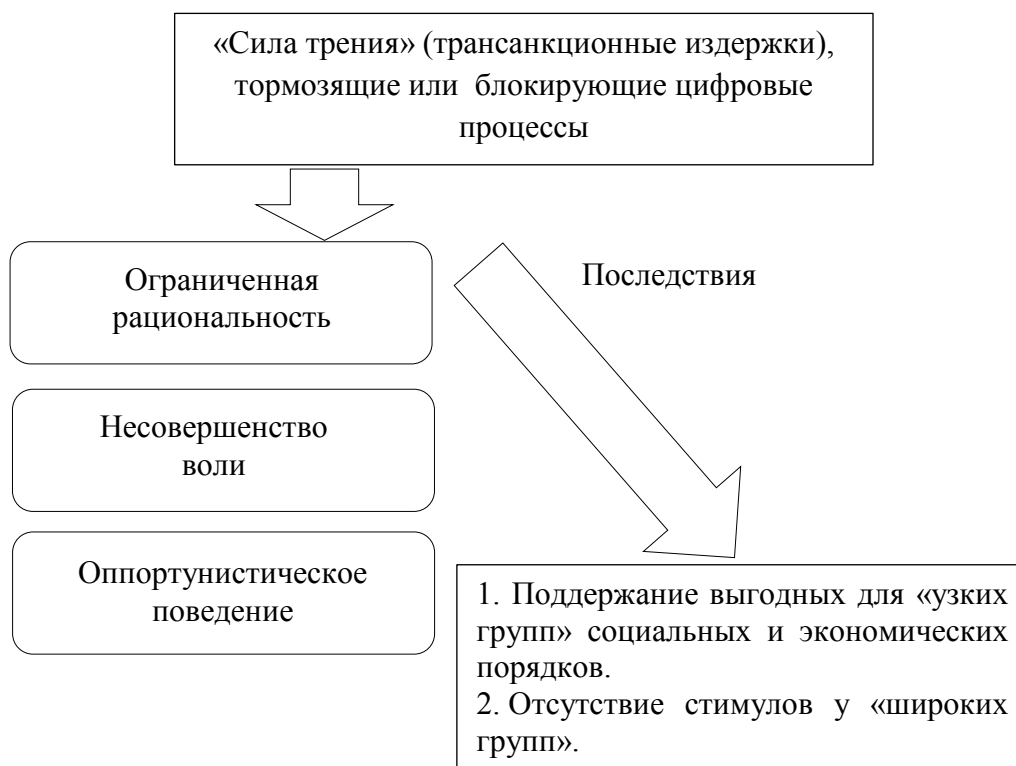 «Сила трения» (трансанкционные издержки),
тормозящие или блокирующие цифровые
процессы
Ограниченная
рациональность
Последствия
Несовершенство
воли
Оппортунистическое
поведение
1. Поддержание выгодных для «узких
групп» социальных и экономических
порядков.
2. Отсутствие стимулов у «широких
групп».